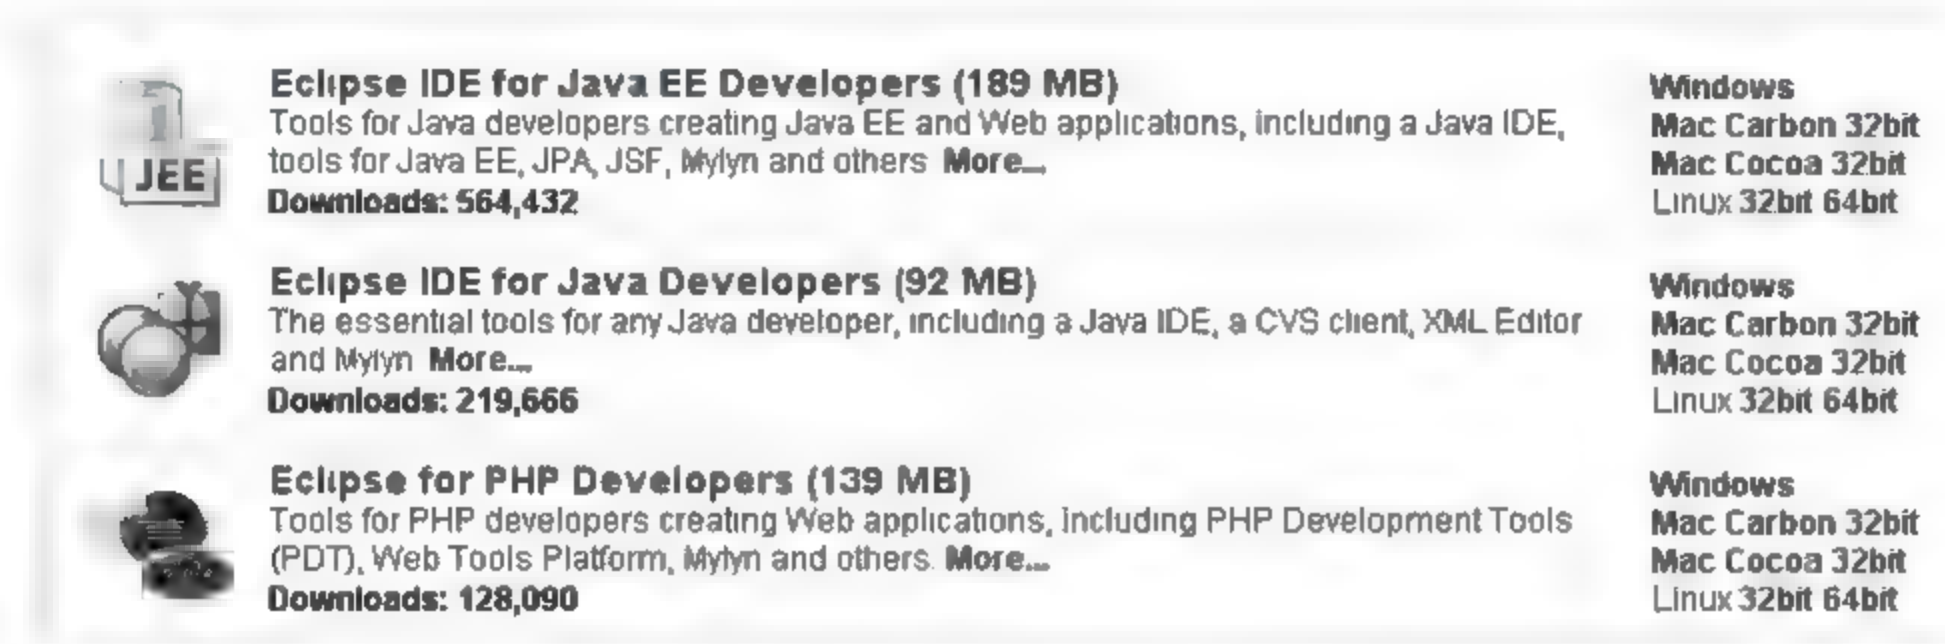 Eclipse IDE for Java EE Developers (189 MB)
Tools for Java developers creating Java EE and Web applications, including a Java IDE,
tools for Java EE, JPA, JSF, Mylyn and others More...
Downloads: 564,432
Windows
Mac Carbon 32bit
Mac Cocoa 32bit
Linux 32bit 64bit
JEE
Eclipse IDE for Java Developers (92 MB)
The essential tools for any Java developer, including a Java IDE, a CVS client, XML Editor
and Mylyn More...
Downloads: 219,666
Windows
Mac Carbon 32bit
Mac Cocoa 32bit
Linux 32bit 64bit
Eclipse for PHP Developers (139 MB)
Tools for PHP developers creating Web applications, including PHP Development Tools
(PDT), Web Tools Platform, Mylyn and others. More...
Downloads: 128,090
Windows
Mac Carbon 32bit
Mac Cocoa 32bit
Linux 32bit 64bit